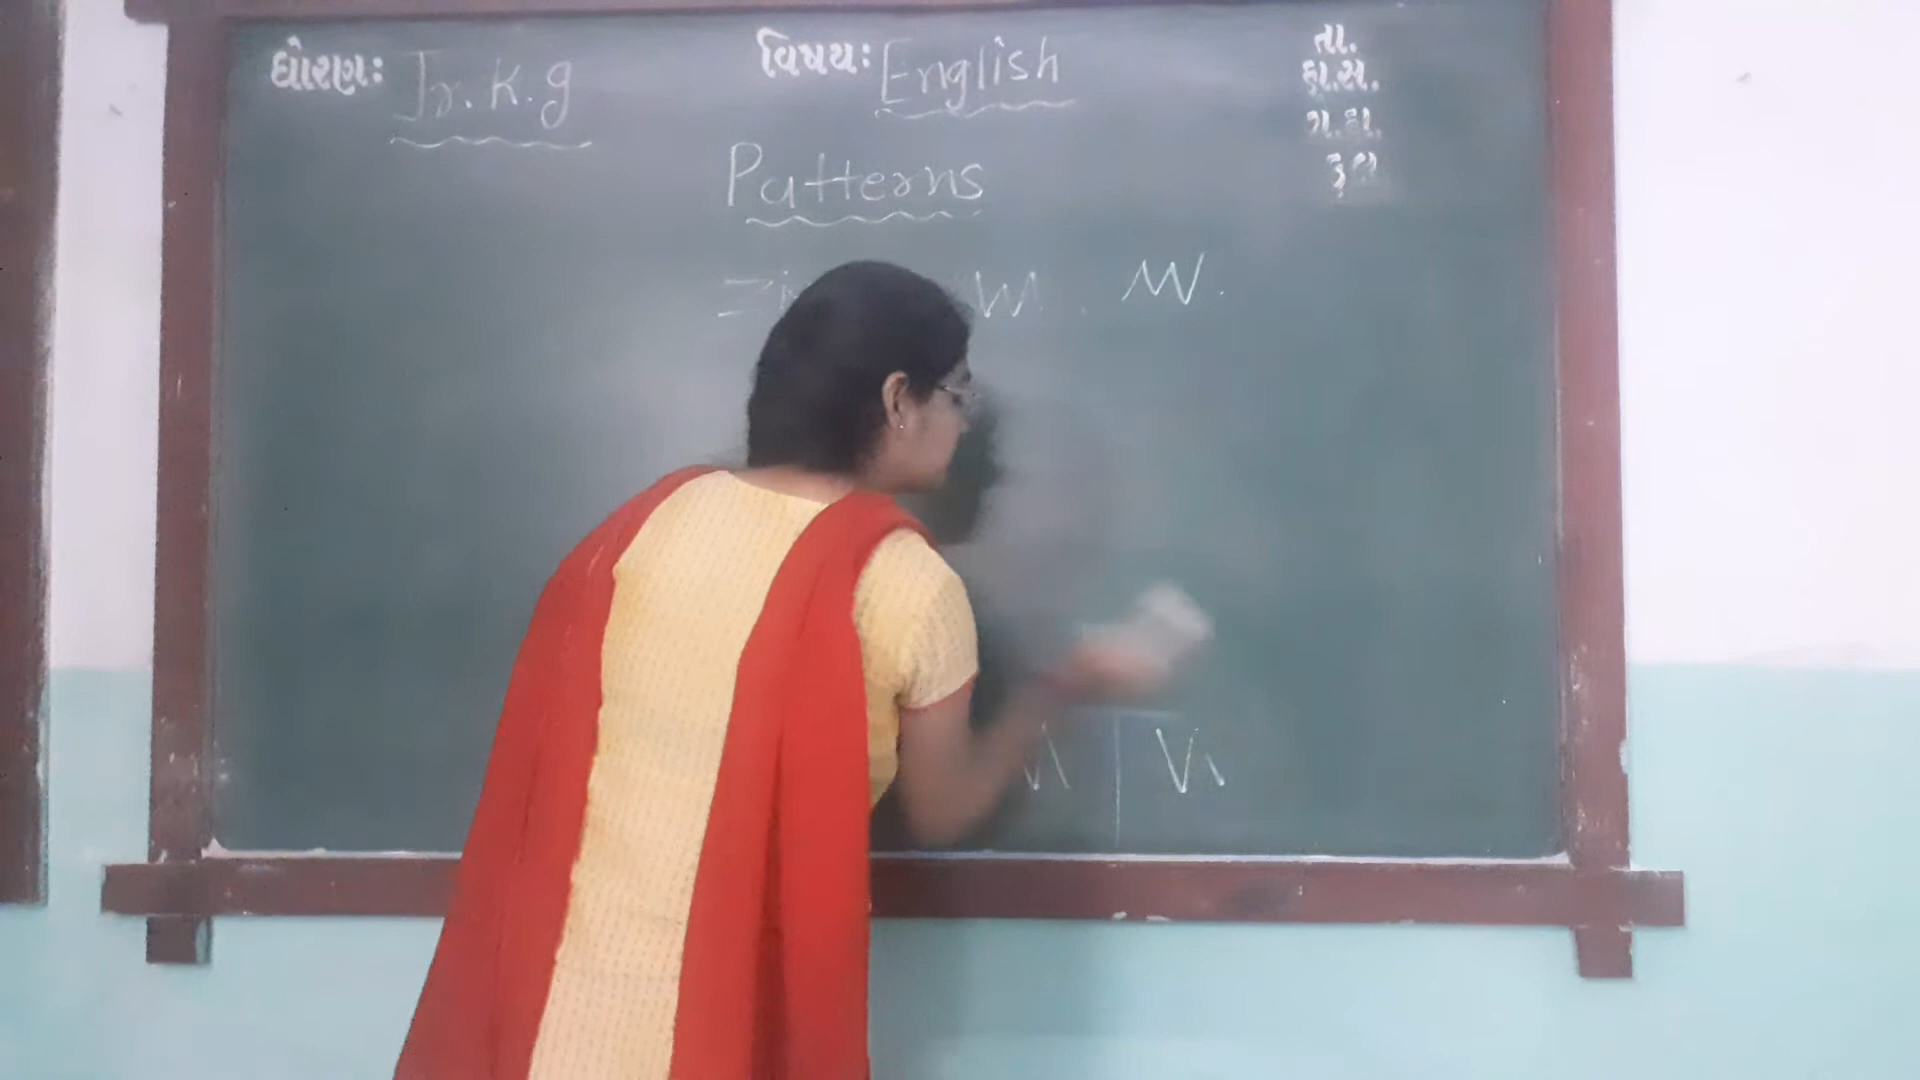 ધોરણ: Jr. K. g વિષય: English તા.
હા.સ.
ગ.હા.
કુલ
Patterns